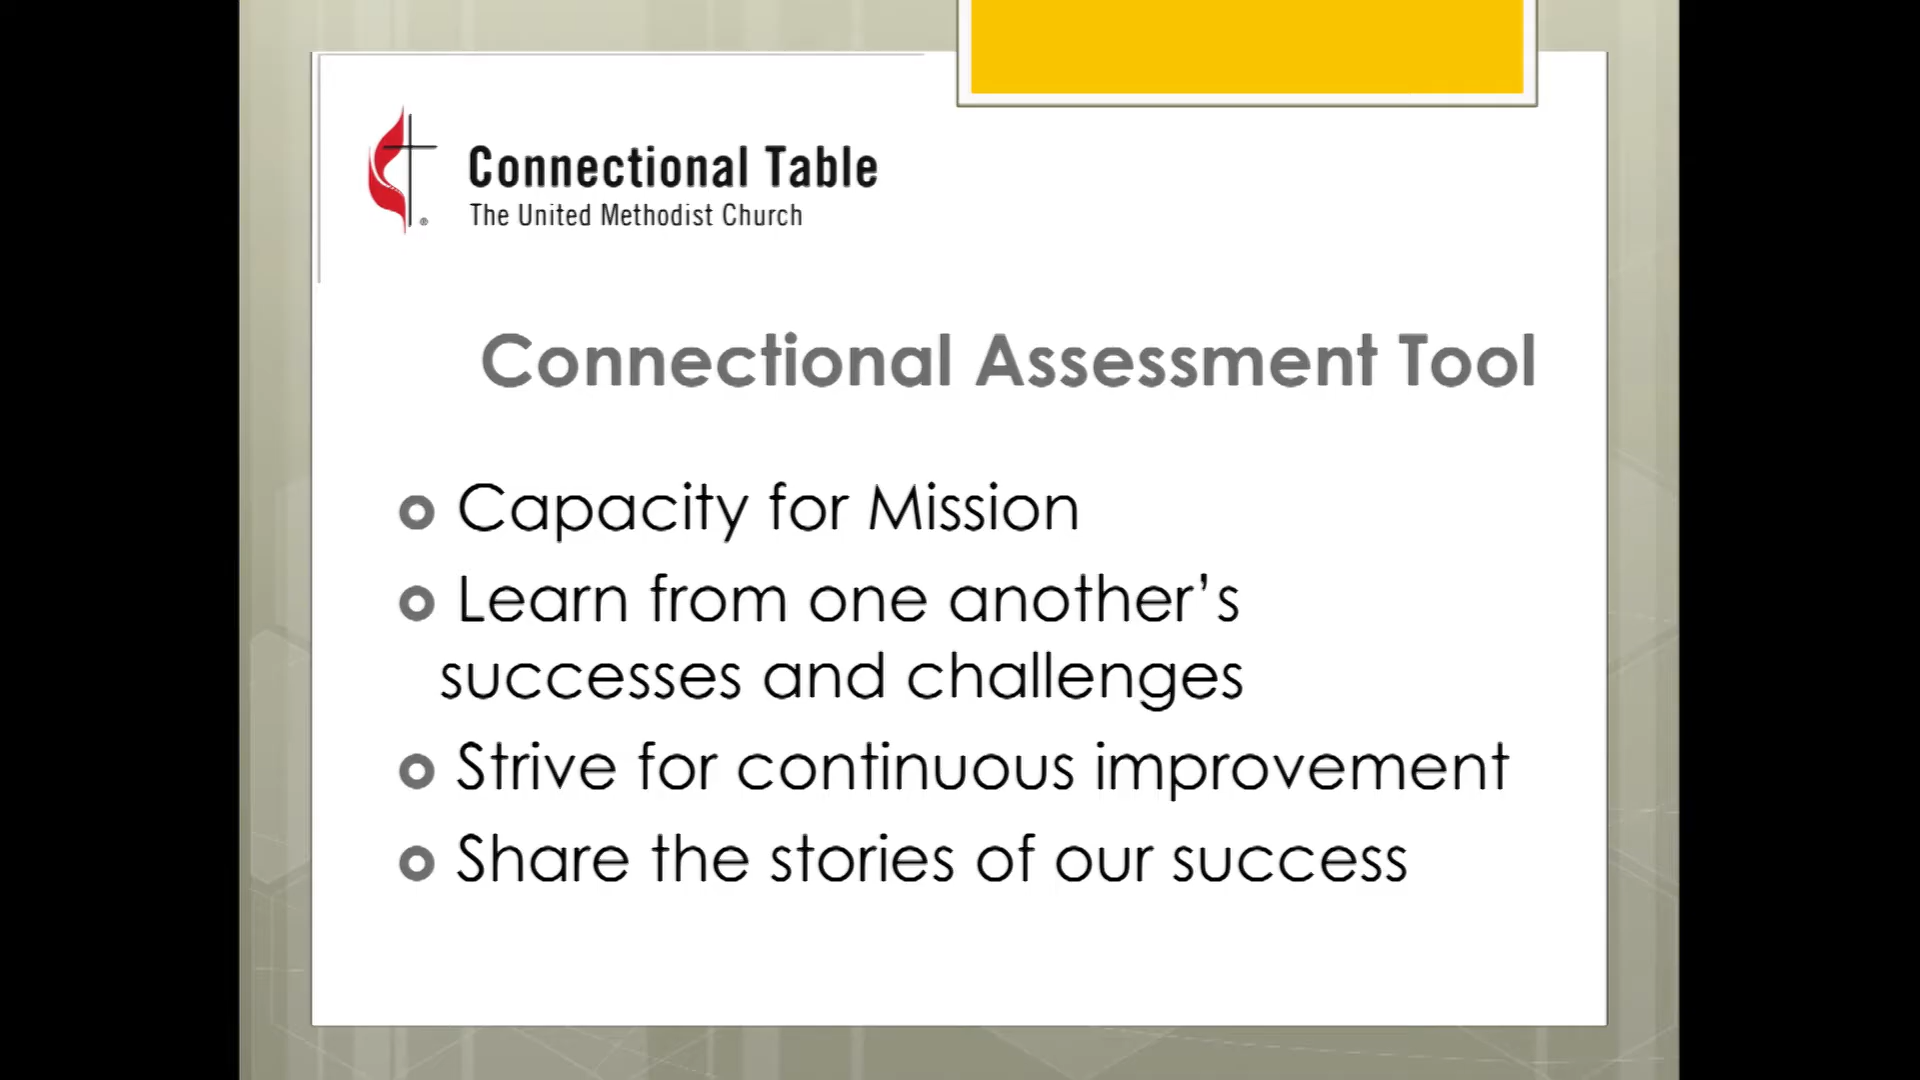 Connectional Table
The United Methodist Church
®
Connectional Assessment Tool
Capacity for Mission
Learn from one another’s
successes and challenges
Strive for continuous improvement
Share the stories of our success